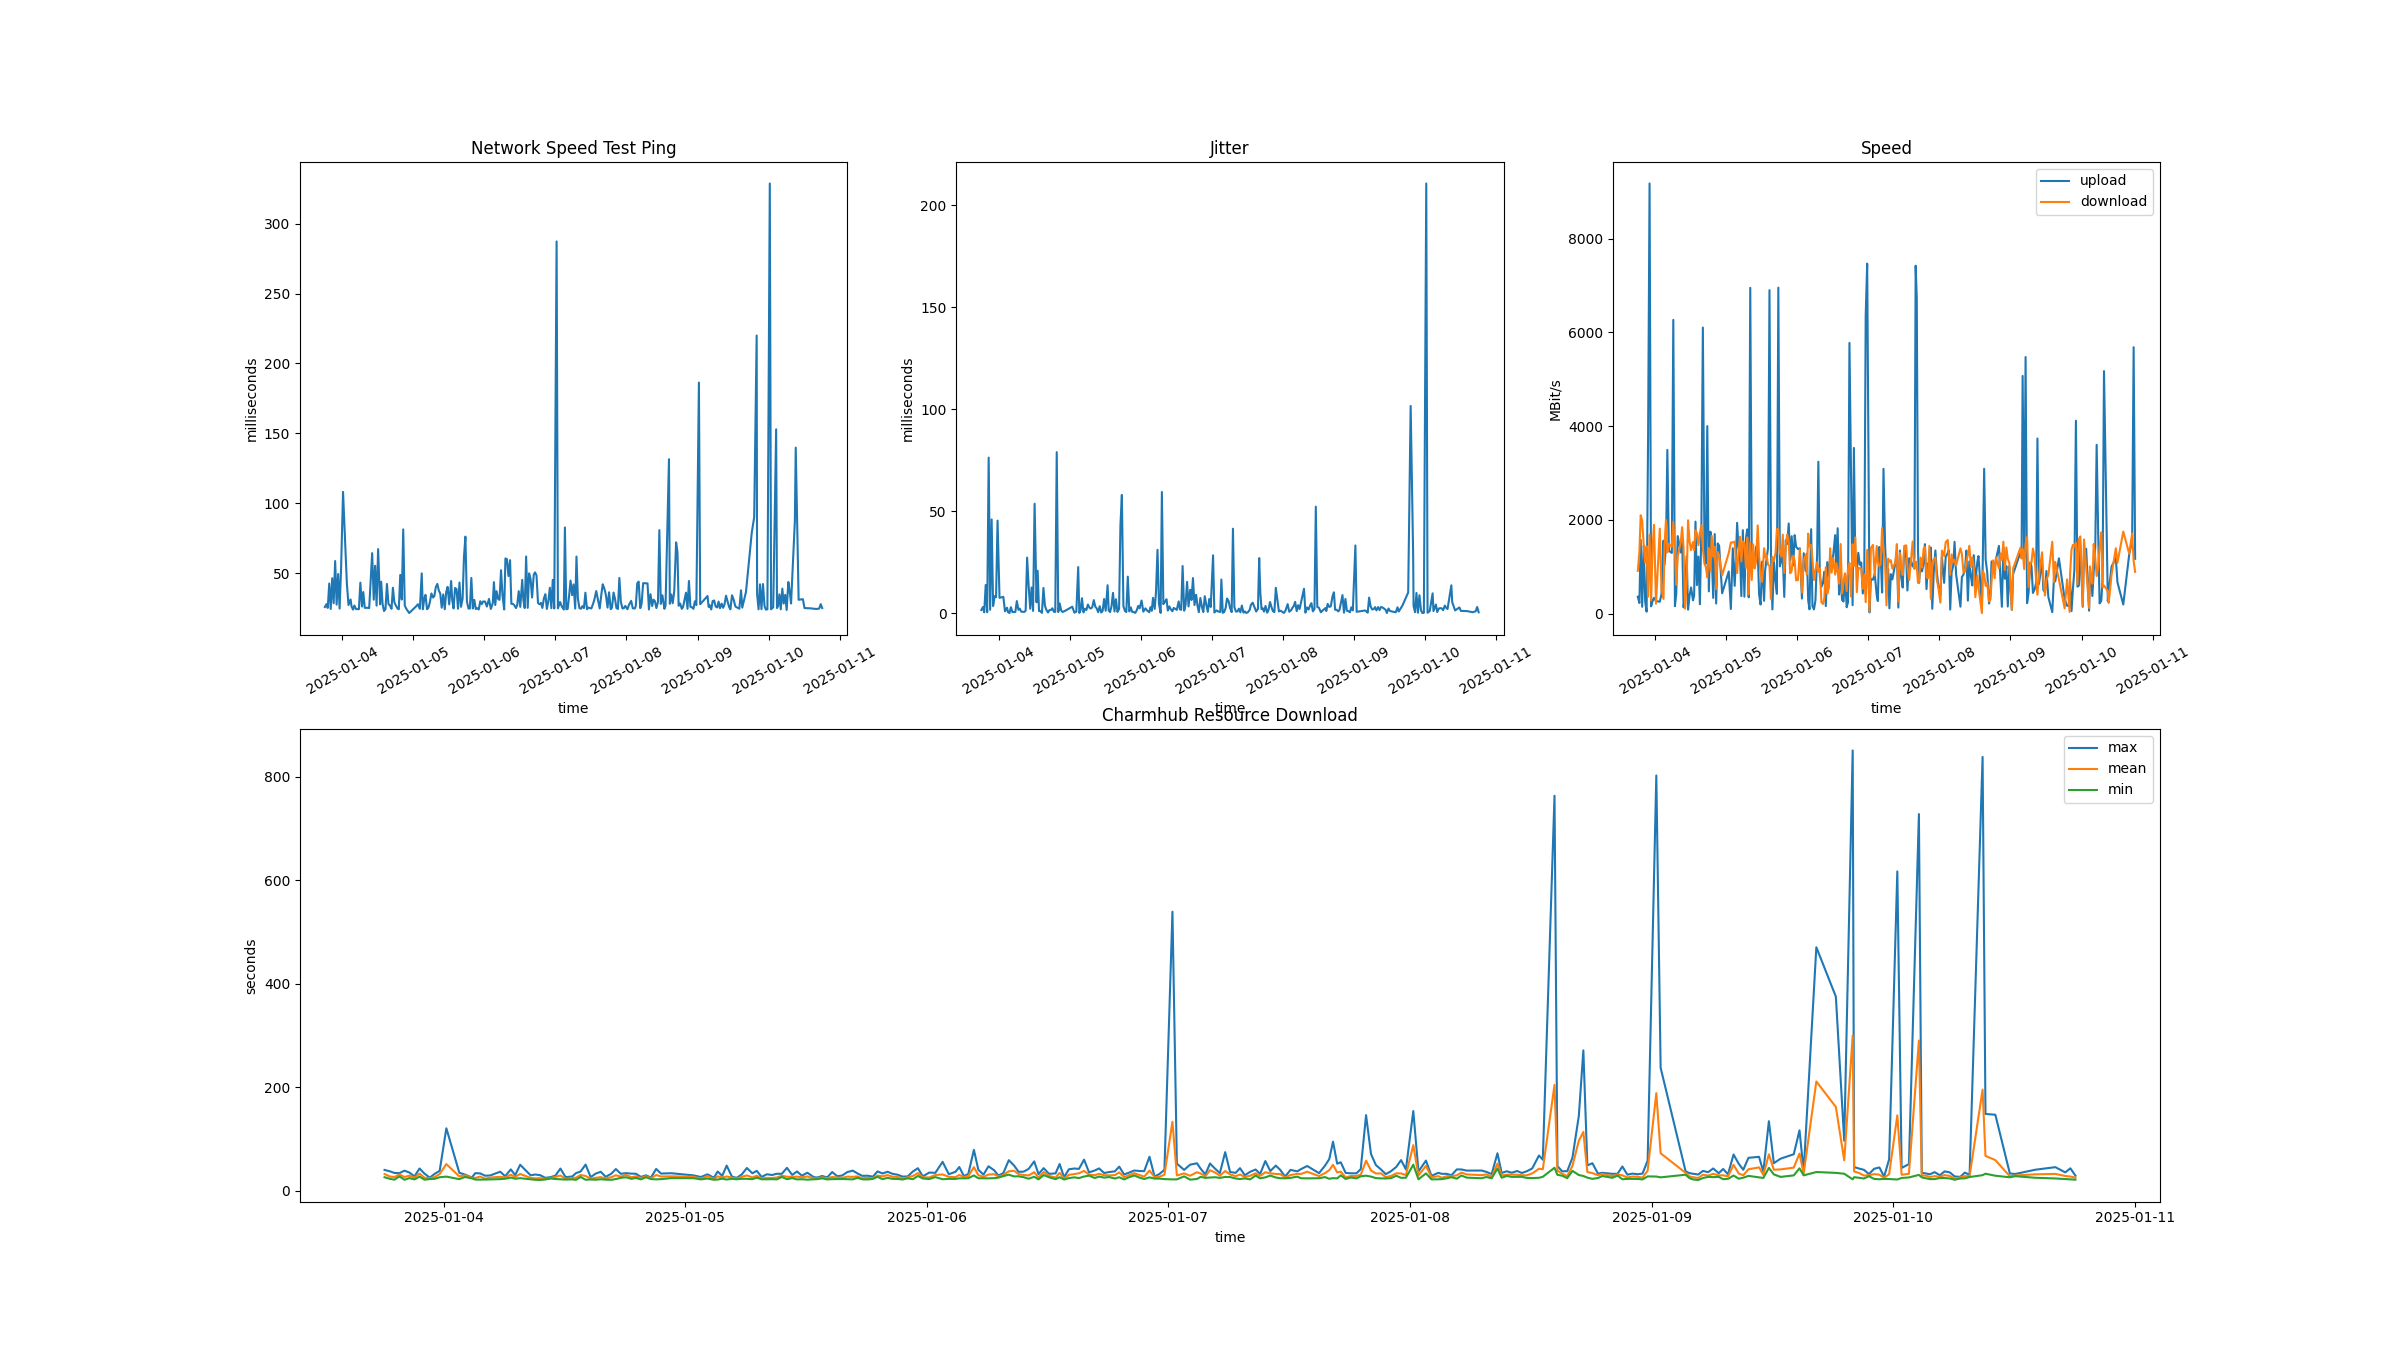 Network Speed Test Ping
milliseconds
300
250
200
150
100
50
2025-01-04 2025-01-05 2025-01-06 2025-01-07 2025-01-08 2025-01-09 2025-01-10 2025-01-11
time
Jitter
milliseconds
200
150
100
50
0
2025-01-04 2025-01-05 2025-01-06 2025-01-07 2025-01-08 2025-01-09 2025-01-10 2025-01-11
time
Speed
upload
download
MBit/s
8000
6000
4000
2000
0
2025-01-04 2025-01-05 2025-01-06 2025-01-07 2025-01-08 2025-01-09 2025-01-10 2025-01-11
time
Charmhub Resource Download
max
mean
min
seconds
800
600
400
200
0
2025-01-04 2025-01-05 2025-01-06 2025-01-07 2025-01-08 2025-01-09 2025-01-10 2025-01-11
time